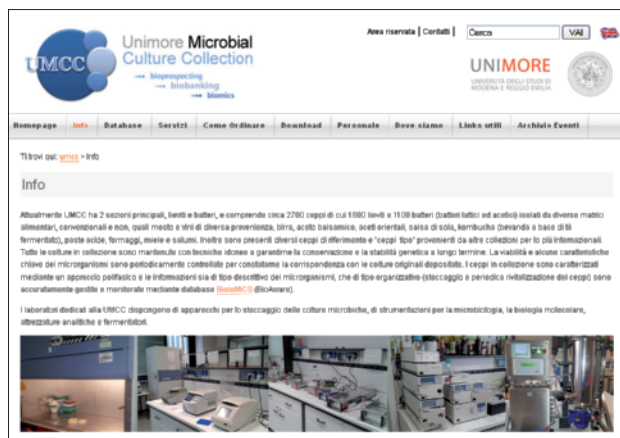 Area riservata | Contatti |
Cerca
VAI
UMCC
Unimore Microbial
Culture Collection
bioprospecting
biobanking
biomics
UNIMORE
UNIVERSITÀ DEGLI STUDI DI
MODENA E REGGIO EMILIA
Homepage Info Database Servizi Come Ordinare Download Personale Dove siamo Links utili Archivio Eventi
Ti trovi qui: umcc > Info
Info
Attualmente UMCC ha 2 sezioni principali, lieviti e batteri, e comprende circa 2780 ceppi di cui 1680 lieviti e 1100 batteri (batteri lattici ed acetici) isolati da diverse matrici
alimentari, convenzionali e non, quali mosto e vini di diversa provenienza, birra, aceto balsamico, aceti orientali, salsa di soia, kombucha (bevanda a base di tè
fermentato), paste acide, formaggi, miele e salumi. Inoltre sono presenti diversi ceppi di riferimento e "ceppi tipo" provenienti da altre collezioni per lo più internazionali.
Tutte le colture in collezione sono mantenute con tecniche idonee a garantirne la conservazione e la stabilità genetica a lungo termine. La vitalità e alcune caratteristiche
chiave dei microrganismi sono periodicamente controllate per constatarne la corrispondenza con le colture originali depositate. I ceppi in collezione sono caratterizzati
mediante un approccio polifasico e le informazioni sia di tipo descrittivo dei microrganismi, che di tipo organizzativo (stoccaggio e periodica rivitalizzazione dei ceppi) sono
accuratamente gestite e monitorate mediante database BioloMICS (BioAware).
I laboratori dedicati alla UMCC dispongono di apparecchi per lo stoccaggio delle colture microbiche, di strumentazioni per la microbiologia, la biologia molecolare,
attrezzature analitiche e fermentatori.